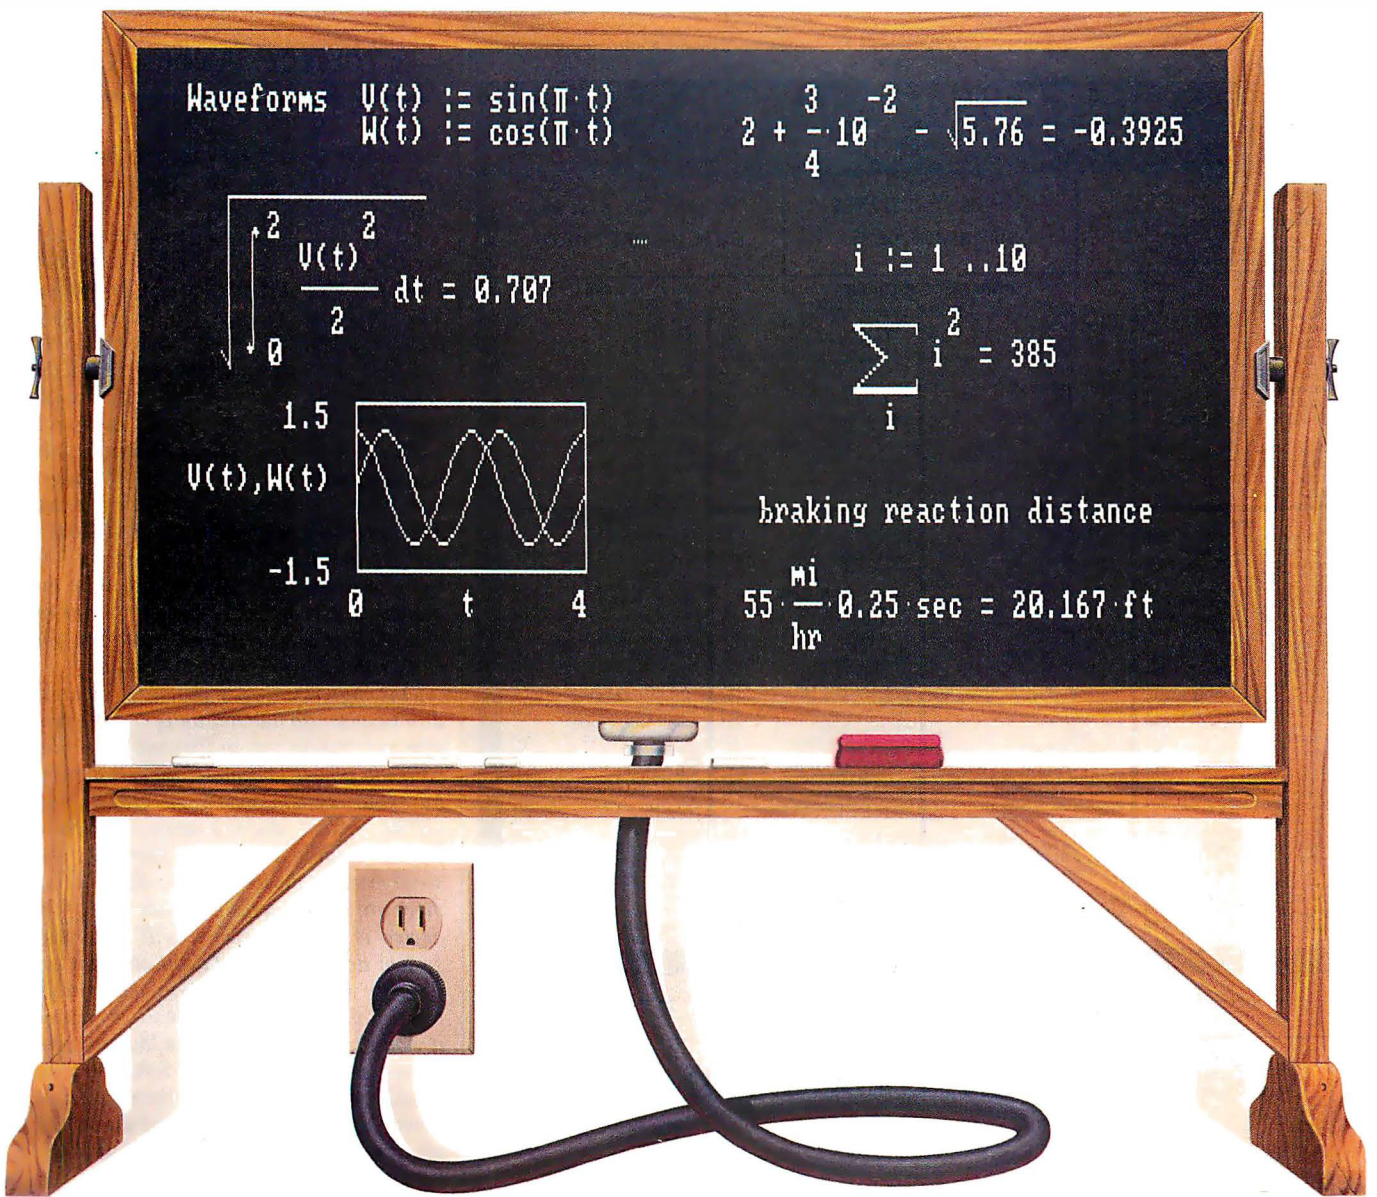 Waveforms V(t) := sin(π·t)
W(t) := cos(π·t)
√ ∫ 2 0 V(t)^2 / 2 dt = 0.707
1.5
V(t),W(t)
-1.5
0 t 4
2 + 3/4·10^-2 - √5.76 = -0.3925
i := 1 ..10
∑ i i^2 = 385
braking reaction distance
55·mi/hr·0.25·sec = 20.167·ft